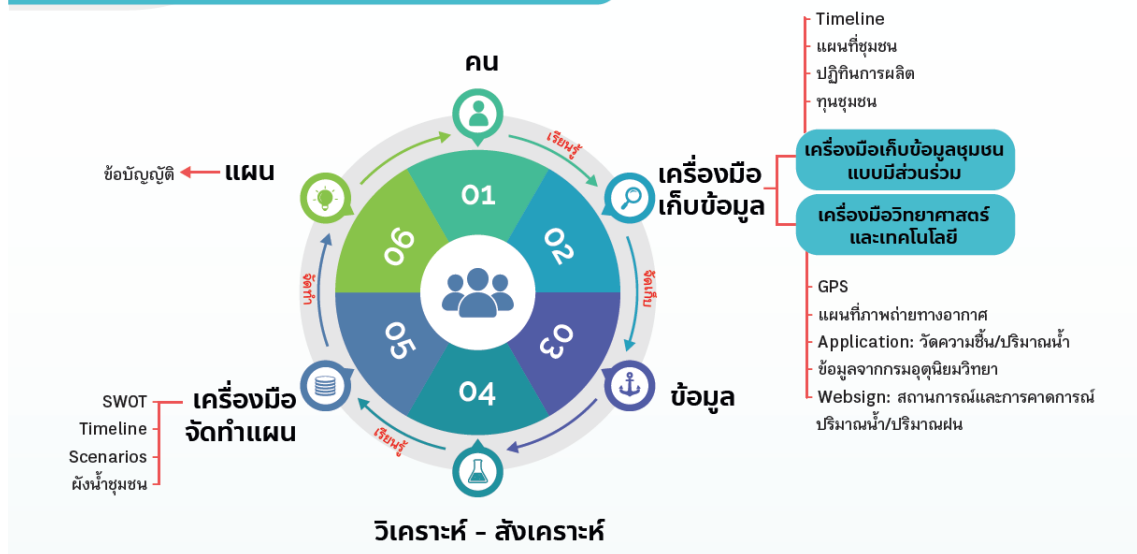 คน
01
เรียนรู้
เครื่องมือ
เก็บข้อมูล
Timeline
แผนที่ชุมชน
ปฏิทินการผลิต
ทุนชุมชน
เครื่องมือเก็บข้อมูลชุมชน
แบบมีส่วนร่วม
เครื่องมือวิทยาศาสตร์
และเทคโนโลยี
GPS
แผนที่ภาพถ่ายทางอากาศ
Application: วัดความชื้น/ปริมาณน้ำ
ข้อมูลจากกรมอุตุนิยมวิทยา
Websign: สถานการณ์และการคาดการณ์
ปริมาณน้ำ/ปริมาณฝน
02
จัดเก็บ
ข้อมูล
03
วิเคราะห์ - สังเคราะห์
04
เรียนรู้
เครื่องมือ
จัดทำแผน
SWOT
Timeline
Scenarios
ผังน้ำชุมชน
05
จัดทำ
แผน
ข้อบัญญัติ
06